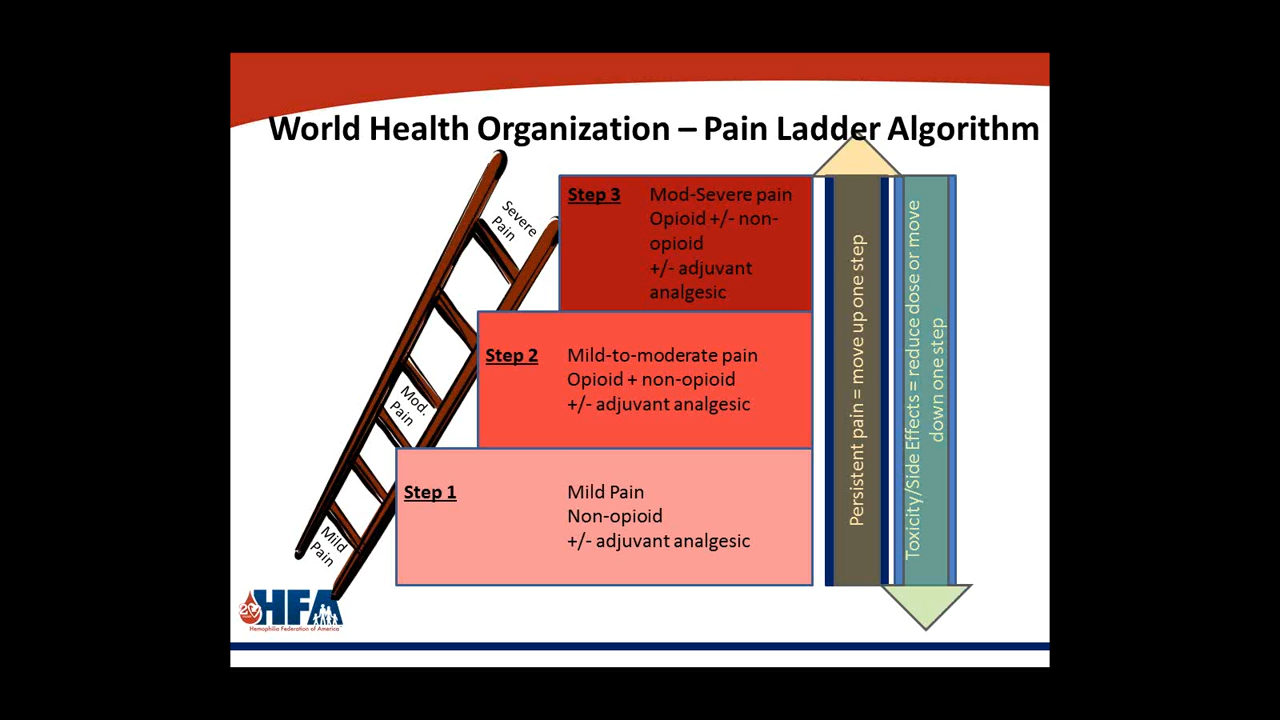 World Health Organization – Pain Ladder Algorithm
Severe
Pain
Mod.
Pain
Mild
Pain
Step 3
Mod-Severe pain
Opioid +/- non-
opioid
+/- adjuvant
analgesic
Step 2
Mild-to-moderate pain
Opioid + non-opioid
+/- adjuvant analgesic
Step 1
Mild Pain
Non-opioid
+/- adjuvant analgesic
Persistent pain = move up one step
Toxicity/Side Effects = reduce dose or move
down one step
20
HFA
Hemophilia Federation of America